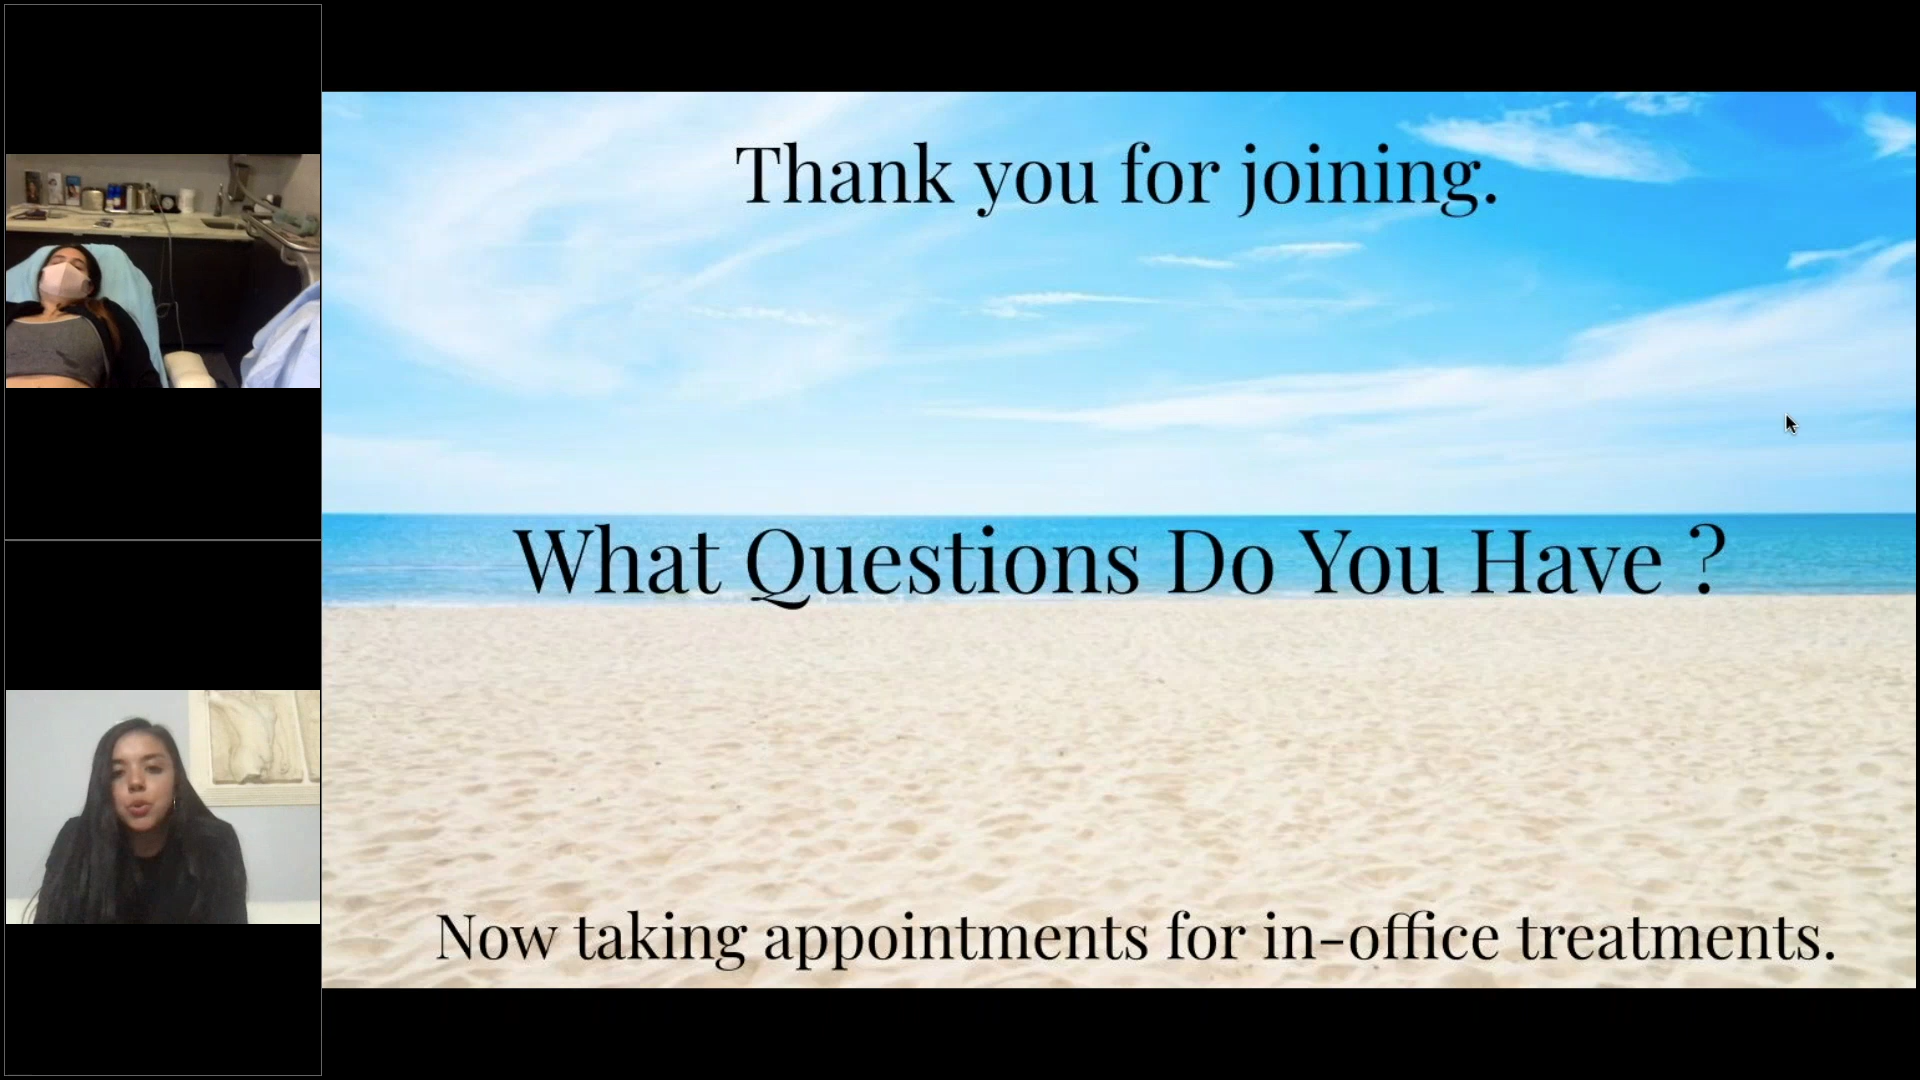 Thank you for joining.
What Questions Do You Have ?
Now taking appointments for in-office treatments.